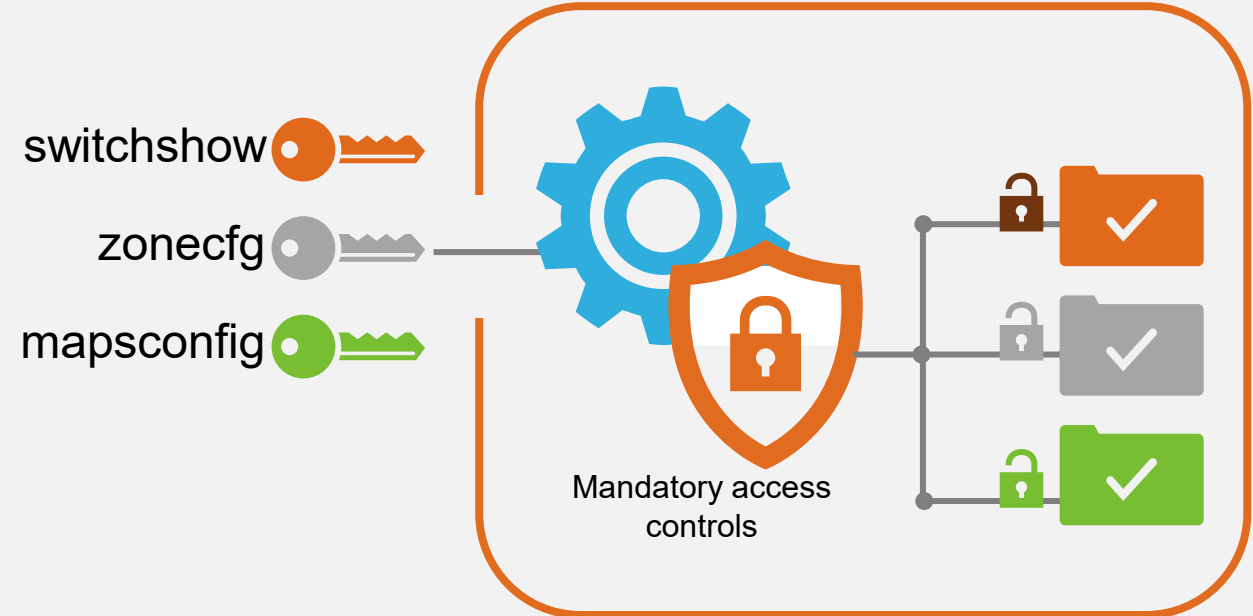 switchshow
zonecfg
mapsconfig
Mandatory access
controls